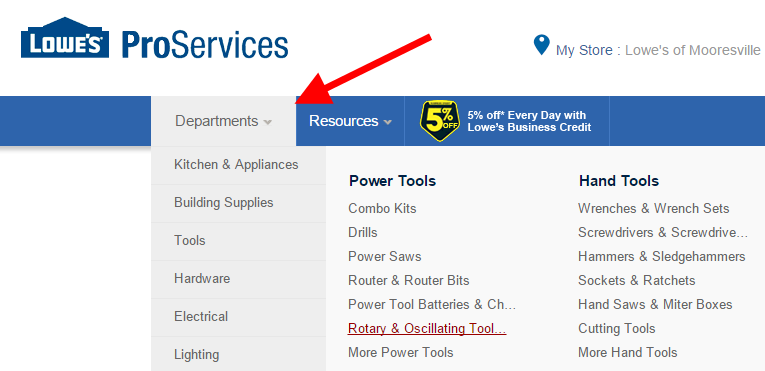 LOWE'S ProServices
My Store : Lowe's of Mooresville
Departments
Resources
5%
OFF
5% off* Every Day with
Lowe's Business Credit
Kitchen & Appliances
Building Supplies
Tools
Hardware
Electrical
Lighting
Power Tools
Combo Kits
Drills
Power Saws
Router & Router Bits
Power Tool Batteries & Ch...
Rotary & Oscillating Tool...
More Power Tools
Hand Tools
Wrenches & Wrench Sets
Screwdrivers & Screwdrive...
Hammers & Sledgehammers
Sockets & Ratchets
Hand Saws & Miter Boxes
Cutting Tools
More Hand Tools